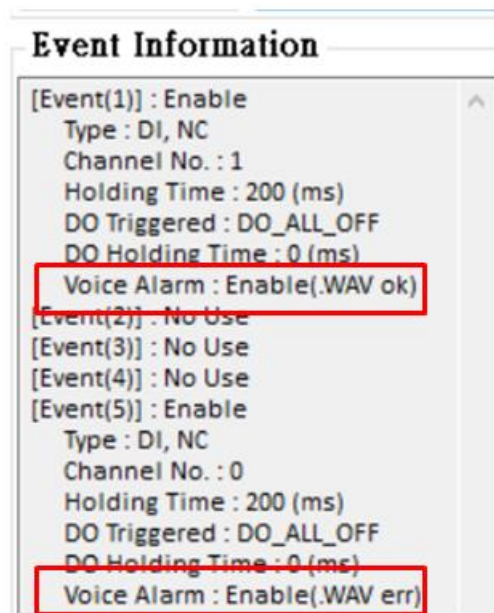 Event Information
[Event(1)] : Enable
Type : DI, NC
Channel No. : 1
Holding Time : 200 (ms)
DO Triggered : DO_ALL_OFF
DO Holding Time : 0 (ms)
Voice Alarm : Enable(.WAV ok)
[Event(2)] : No Use
[Event(3)] : No Use
[Event(4)] : No Use
[Event(5)] : Enable
Type : DI, NC
Channel No. : 0
Holding Time : 200 (ms)
DO Triggered : DO_ALL_OFF
DO Holding Time : 0 (ms)
Voice Alarm : Enable(.WAV err)